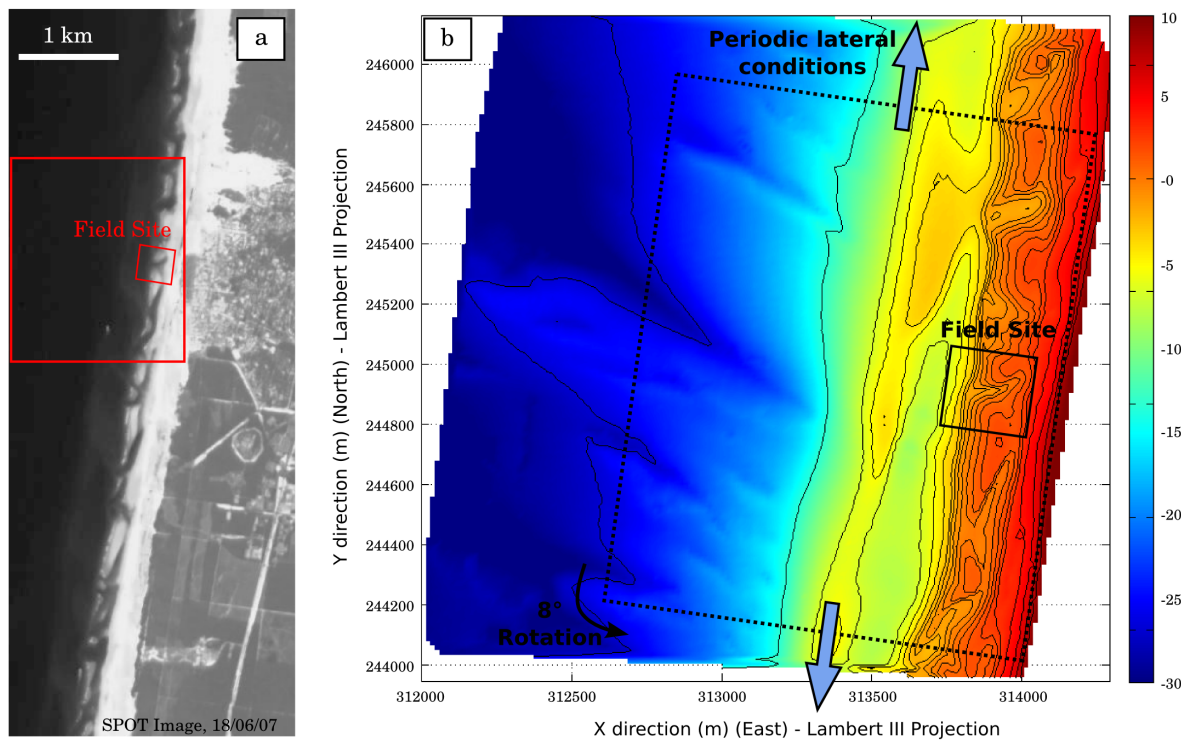 1 km
a
Field Site
SPOT Image, 18/06/07
b
Periodic lateral
conditions
Field Site
8°
Rotation
246000
245800
245600
245400
245200
245000
244800
244600
244400
244200
244000
Y direction (m) (North) - Lambert III Projection
312000
312500
313000
313500
314000
X direction (m) (East) - Lambert III Projection
10
5
-0
-5
-10
-15
-20
-25
-30